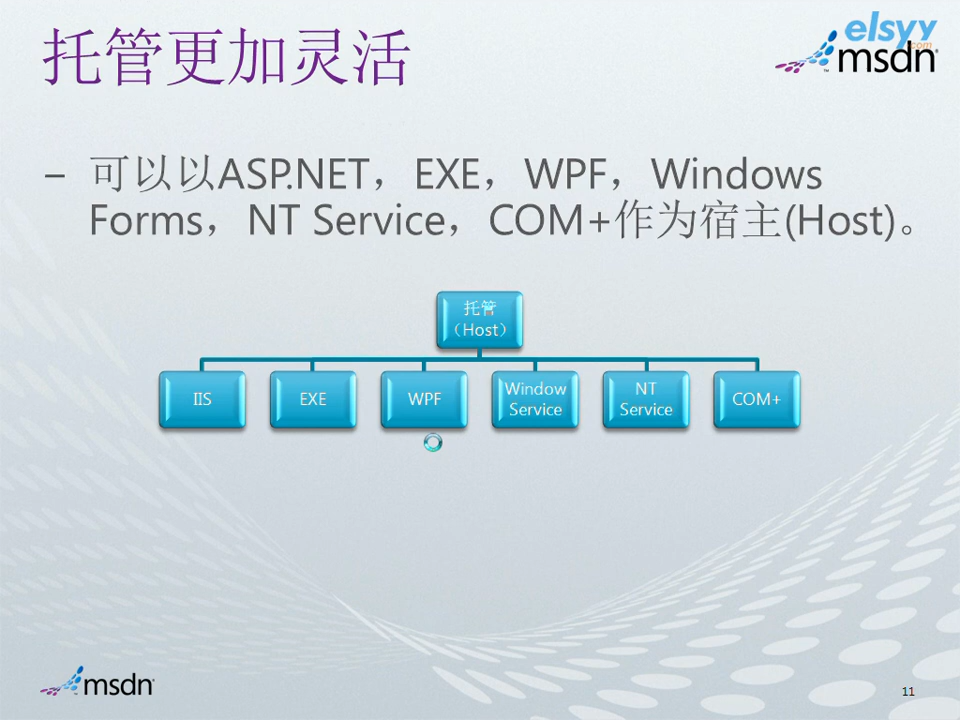 托管更加灵活
elsyy
.com
msdn
– 可以以ASP.NET，EXE，WPF，Windows
Forms，NT Service，COM+作为宿主(Host)。
托管
（Host）
IIS
EXE
WPF
Window
Service
NT
Service
COM+
msdn
11